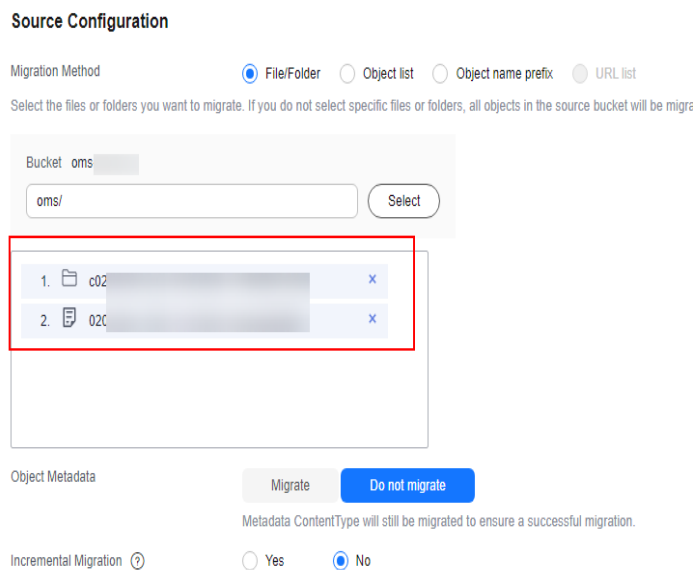 Source Configuration
Migration Method File/Folder Object list Object name prefix URL list
Select the files or folders you want to migrate. If you do not select specific files or folders, all objects in the source bucket will be migra
Bucket oms
oms/ Select
1. c02
2. 020
Object Metadata Migrate Do not migrate
Metadata ContentType will still be migrated to ensure a successful migration.
Incremental Migration ? Yes No